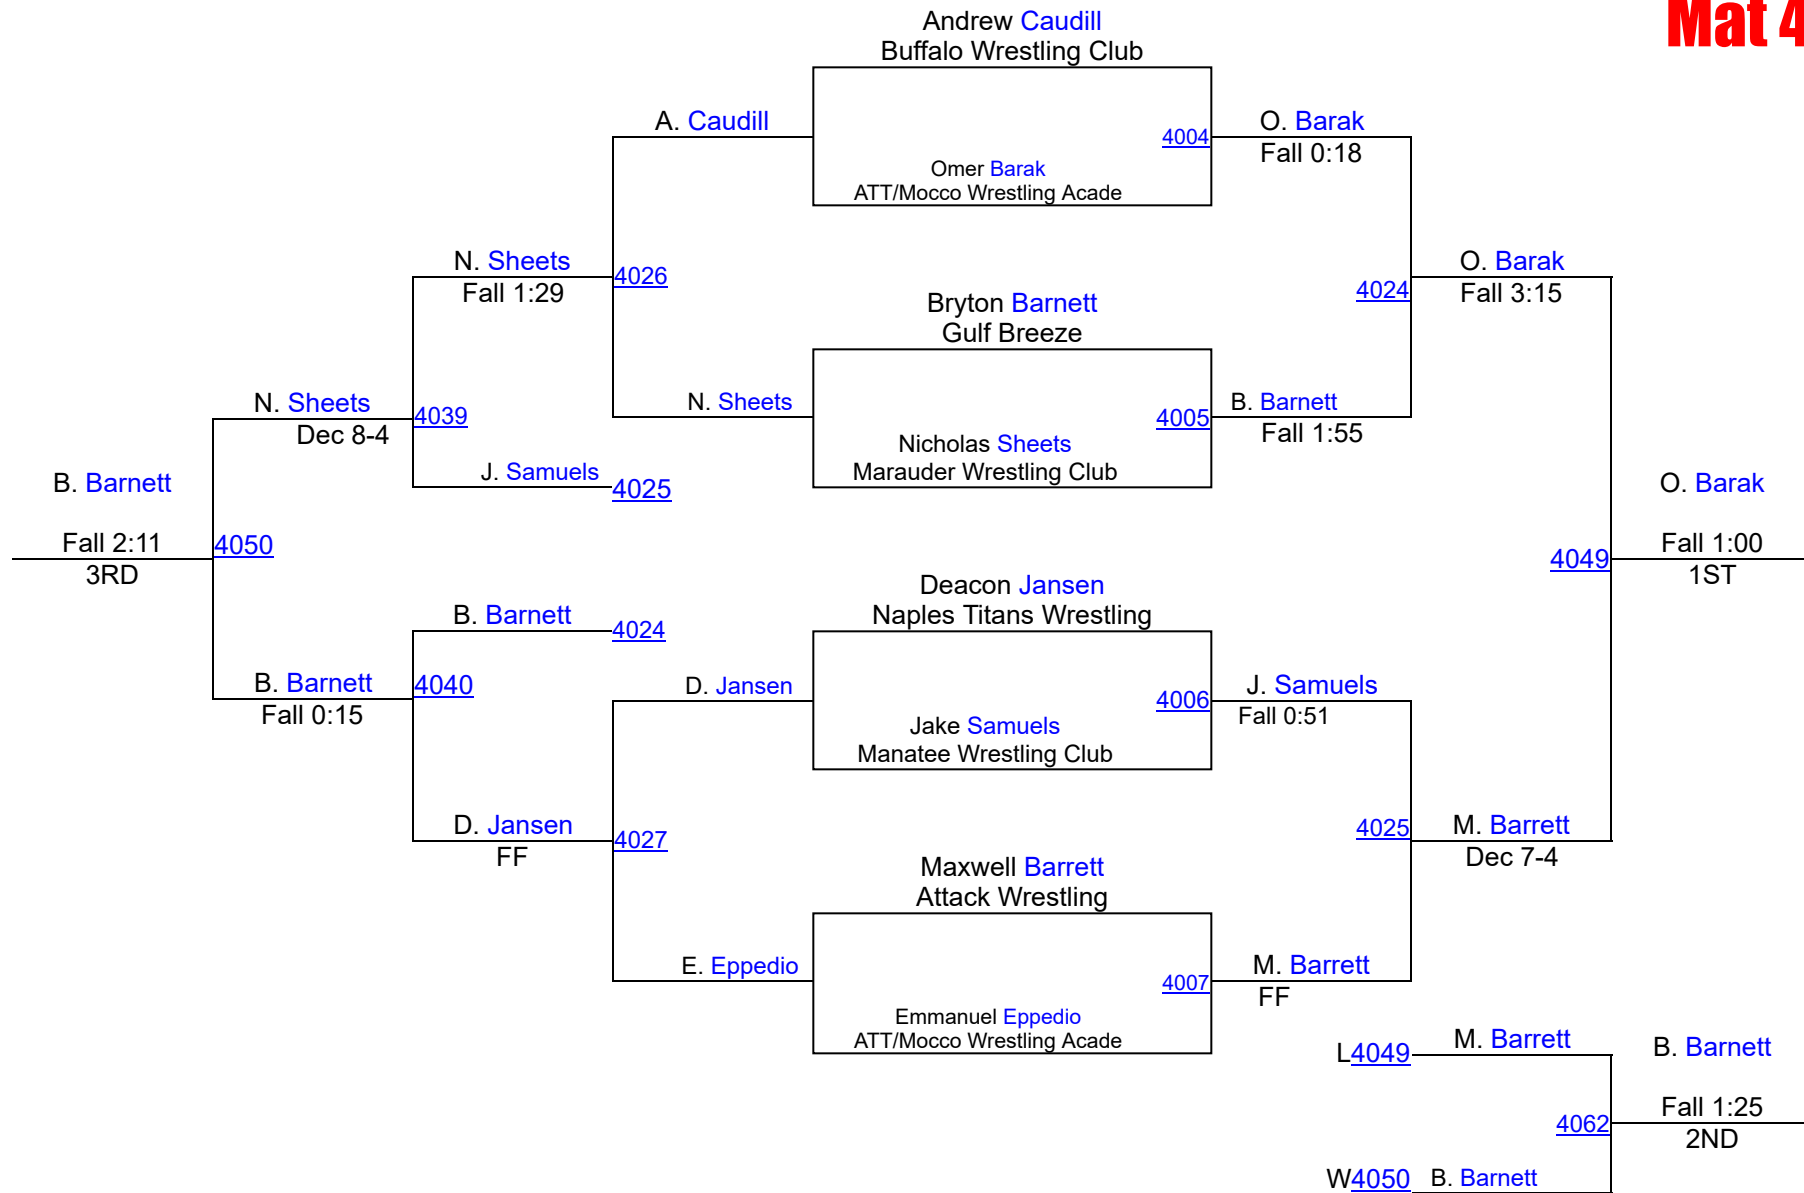 Mat 4
Andrew Caudill
Buffalo Wrestling Club
A. Caudill
4004
O. Barak
Fall 0:18
Omer Barak
ATT/Mocco Wrestling Acade
N. Sheets
Fall 1:29
4026
4024
O. Barak
Fall 3:15
Bryton Barnett
Gulf Breeze
N. Sheets
Dec 8-4
4039
N. Sheets
4005
B. Barnett
Fall 1:55
Nicholas Sheets
Marauder Wrestling Club
J. Samuels
4025
B. Barnett
Fall 2:11
3RD
4050
O. Barak
4049
Fall 1:00
1ST
Deacon Jansen
Naples Titans Wrestling
B. Barnett
4024
B. Barnett
Fall 0:15
4040
D. Jansen
4006
J. Samuels
Fall 0:51
Jake Samuels
Manatee Wrestling Club
D. Jansen
FF
4027
4025
M. Barrett
Dec 7-4
Maxwell Barrett
Attack Wrestling
E. Eppedio
4007
M. Barrett
FF
Emmanuel Eppedio
ATT/Mocco Wrestling Acade
L4049
M. Barrett
B. Barnett
4062
Fall 1:25
2ND
W4050
B. Barnett